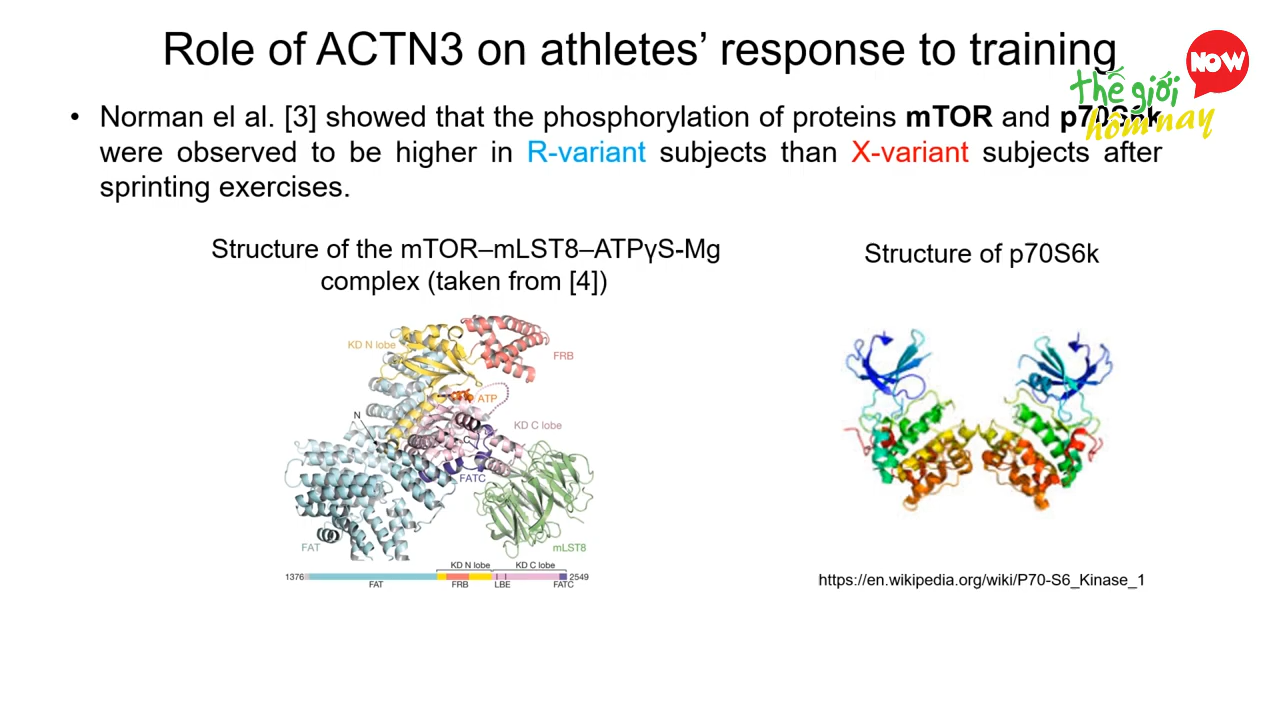 Role of ACTN3 on athletes’ response to training
NOW
thế giới
hôm nay
• Norman el al. [3] showed that the phosphorylation of proteins mTOR and p70S6k
were observed to be higher in R-variant subjects than X-variant subjects after
sprinting exercises.
Structure of the mTOR–mLST8–ATPγS-Mg
complex (taken from [4])
Structure of p70S6k
KD N lobe
FRB
ATP
N
KD C lobe
C
FATC
FAT
mLST8
KD N lobe KD C lobe
1376 2549
FAT FRB LBE FATC
https://en.wikipedia.org/wiki/P70-S6_Kinase_1